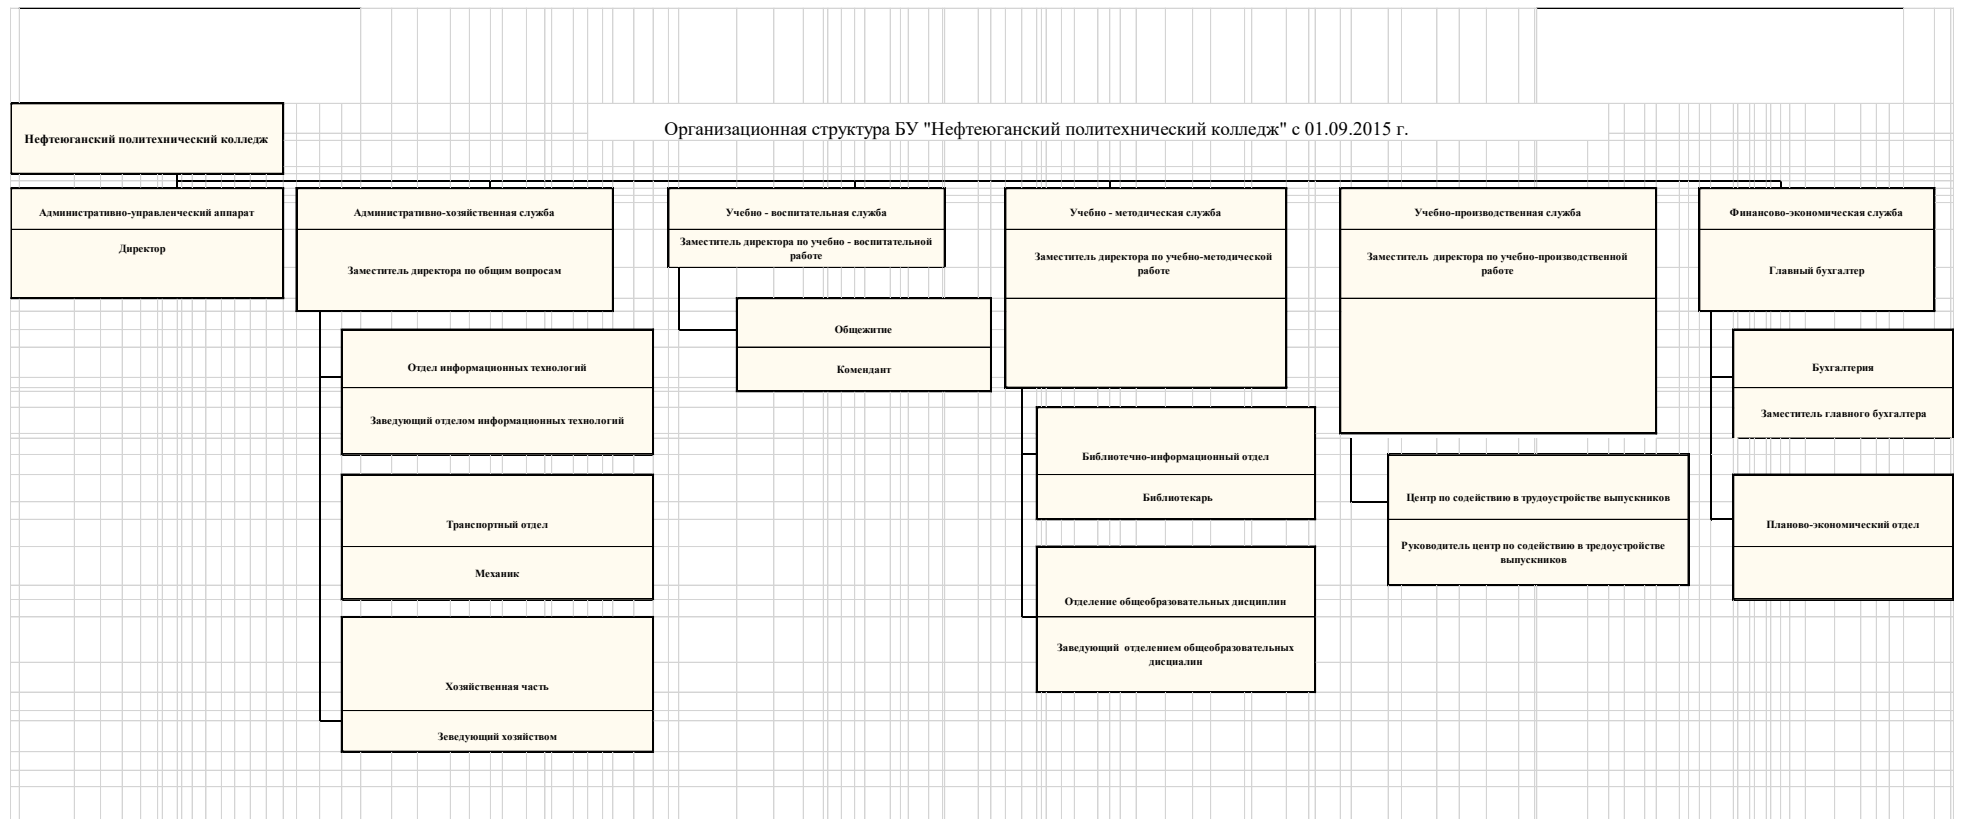 Организационная структура БУ "Нефтеюганский политехнический колледж" с 01.09.2015 г.
Нефтеюганский политехнический колледж
Административно-управленческий аппарат
Директор
Административно-хозяйственная служба
Заместитель директора по общим вопросам
Отдел информационных технологий
Заведующий отделом информационных технологий
Транспортный отдел
Механик
Хозяйственная часть
Зеведующий хозяйством
Учебно - воспитательная служба
Заместитель директора по учебно - воспитательной
работе
Общежитие
Комендант
Учебно - методическая служба
Заместитель директора по учебно-методической
работе
Библиотечно-информационный отдел
Библиотекарь
Отделение общеобразовательных дисциплин
Заведующий отделением общеобразовательных
дисциалин
Учебно-производственная служба
Заместитель директора по учебно-производственной
работе
Центр по содействию в трудоустройстве выпускников
Руководитель центр по содействию в тредоустройстве
выпускников
Финансово-экономическая служба
Главный бухгалтер
Бухгалтерия
Заместитель главного бухгалтера
Планово-экономический отдел